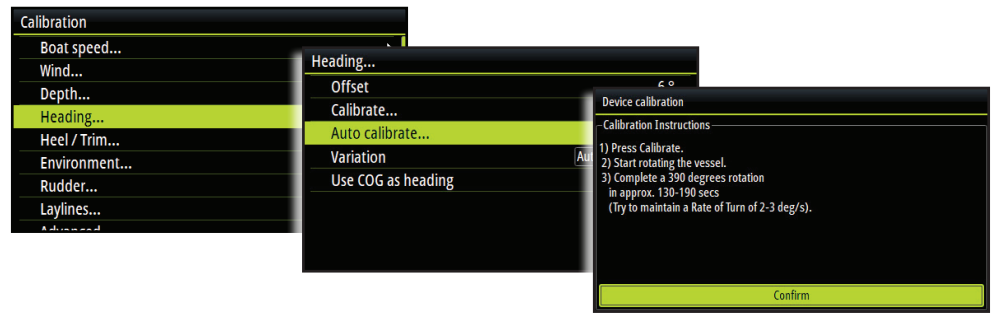 Calibration
Boat speed...
Wind...
Depth...
Heading...
Heel / Trim...
Environment...
Rudder...
Laylines...
Heading...
Offset
Calibrate...
Auto calibrate...
Variation
Use COG as heading
Device calibration
Calibration Instructions
1) Press Calibrate.
2) Start rotating the vessel.
3) Complete a 390 degrees rotation
in approx. 130-190 secs
(Try to maintain a Rate of Turn of 2-3 deg/s).
Confirm